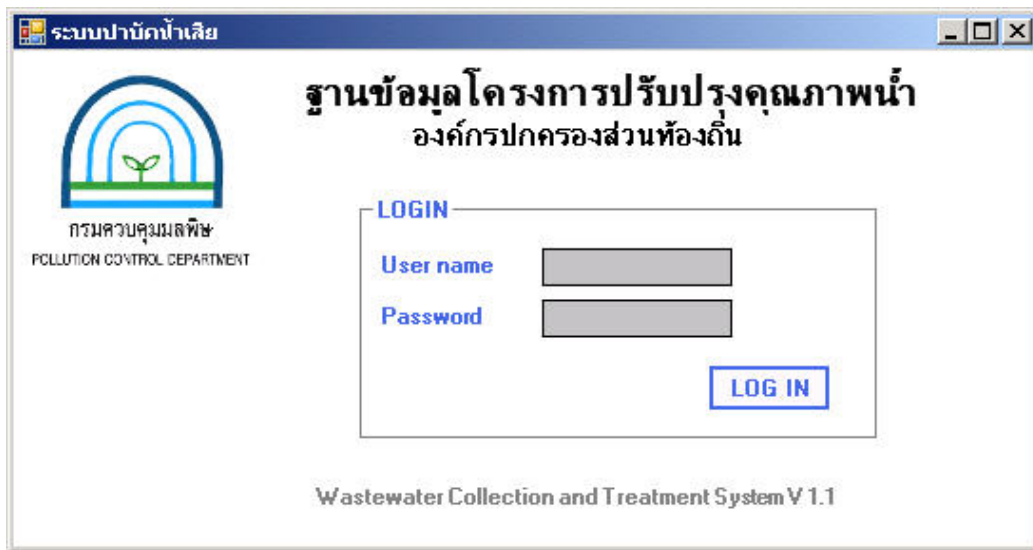 ระบบบำบัดน้ำเสีย
ฐานข้อมูลโครงการปรับปรุงคุณภาพน้ำ
องค์กรปกครองส่วนท้องถิ่น
กรมควบคุมมลพิษ
POLLUTION CONTROL DEPARTMENT
LOGIN
User name
Password
LOG IN
Wastewater Collection and Treatment System V 1.1